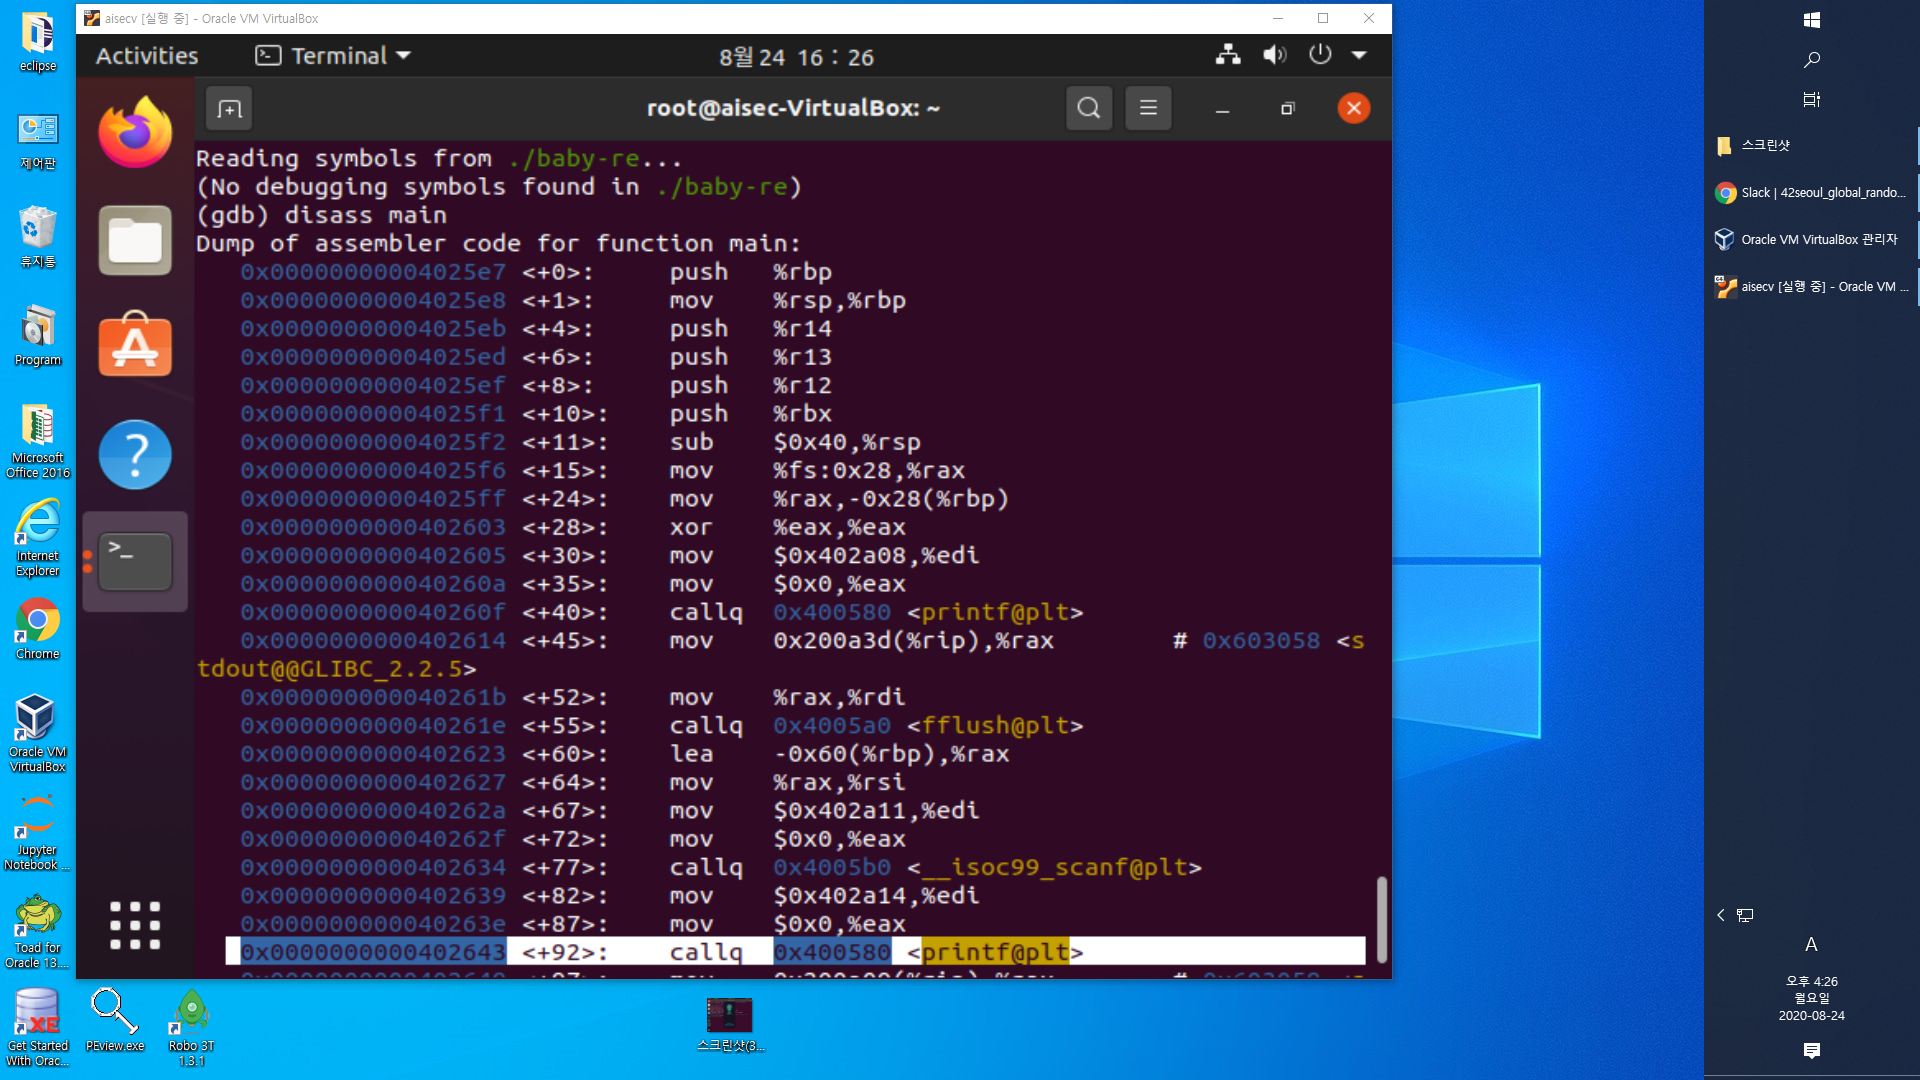 aisecv [실행 중] - Oracle VM VirtualBox
Activities
Terminal
8월 24 16 : 26
root@aisec-VirtualBox: ~
Reading symbols from ./baby-re...
(No debugging symbols found in ./baby-re)
(gdb) disass main
Dump of assembler code for function main:
0x00000000004025e7 <+0>: push %rbp
0x00000000004025e8 <+1>: mov %rsp,%rbp
0x00000000004025eb <+4>: push %r14
0x00000000004025ed <+6>: push %r13
0x00000000004025ef <+8>: push %r12
0x00000000004025f1 <+10>: push %rbx
0x00000000004025f2 <+11>: sub $0x40,%rsp
0x00000000004025f6 <+15>: mov %fs:0x28,%rax
0x00000000004025ff <+24>: mov %rax,-0x28(%rbp)
0x0000000000402603 <+28>: xor %eax,%eax
0x0000000000402605 <+30>: mov $0x402a08,%edi
0x000000000040260a <+35>: mov $0x0,%eax
0x000000000040260f <+40>: callq 0x400580 <printf@plt>
0x0000000000402614 <+45>: mov 0x200a3d(%rip),%rax # 0x603058 <s
tdout@@GLIBC_2.2.5>
0x000000000040261b <+52>: mov %rax,%rdi
0x000000000040261e <+55>: callq 0x4005a0 <fflush@plt>
0x0000000000402623 <+60>: lea -0x60(%rbp),%rax
0x0000000000402627 <+64>: mov %rax,%rsi
0x000000000040262a <+67>: mov $0x402a11,%edi
0x000000000040262f <+72>: mov $0x0,%eax
0x0000000000402634 <+77>: callq 0x4005b0 <__isoc99_scanf@plt>
0x0000000000402639 <+82>: mov $0x402a14,%edi
0x000000000040263e <+87>: mov $0x0,%eax
0x0000000000402643 <+92>: callq 0x400580 <printf@plt>
eclipse
제어판
휴지통
Program
Microsoft
Office 2016
Internet
Explorer
Chrome
Oracle VM
VirtualBox
Jupyter
Notebook ...
Toad for
Oracle 13....
Get Started
With Orac...
PEview.exe
Robo 3T
1.3.1
스크린샷(3...
스크린샷
Slack | 42seoul_global_rando...
Oracle VM VirtualBox 관리자
aisecv [실행 중] - Oracle VM ...
A
오후 4:26
월요일
2020-08-24